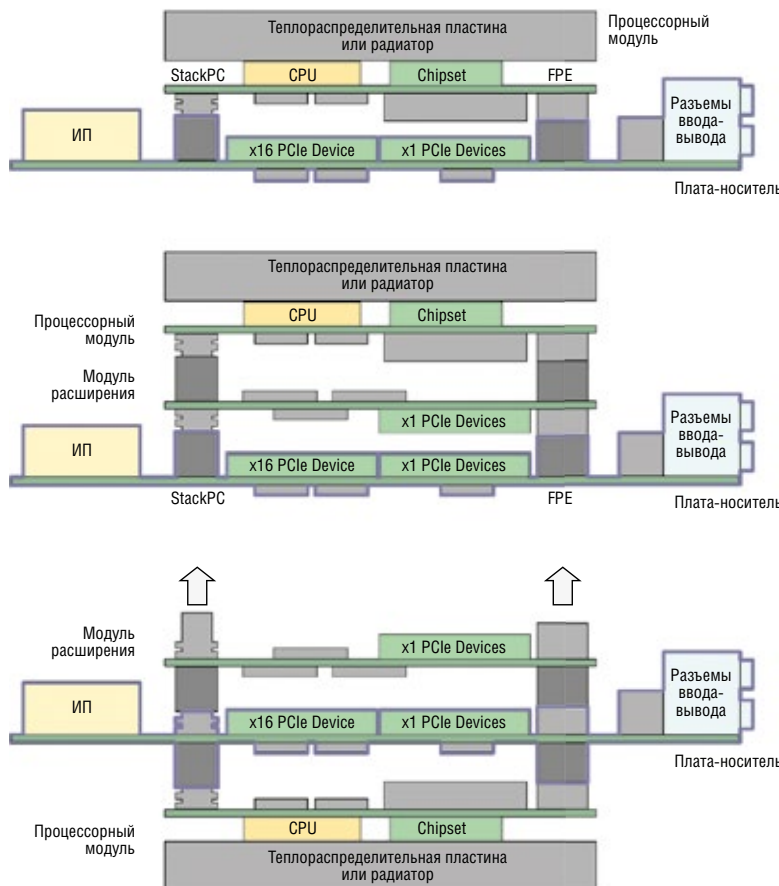 Теплораспределительная пластина
или радиатор
Процессорный
модуль
StackPC
CPU
Chipset
FPE
ИП
x16 PCIe Device
x1 PCIe Devices
Разъемы
ввода-
вывода
Плата-носитель
Теплораспределительная пластина
или радиатор
Процессорный
модуль
CPU
Chipset
Модуль
расширения
x1 PCIe Devices
ИП
x16 PCIe Device
x1 PCIe Devices
Разъемы
ввода-
вывода
StackPC
FPE
Плата-носитель
Модуль
расширения
x1 PCIe Devices
ИП
x16 PCIe Device
x1 PCIe Devices
Разъемы
ввода-
вывода
Плата-носитель
Процессорный
модуль
CPU
Chipset
Теплораспределительная пластина
или радиатор